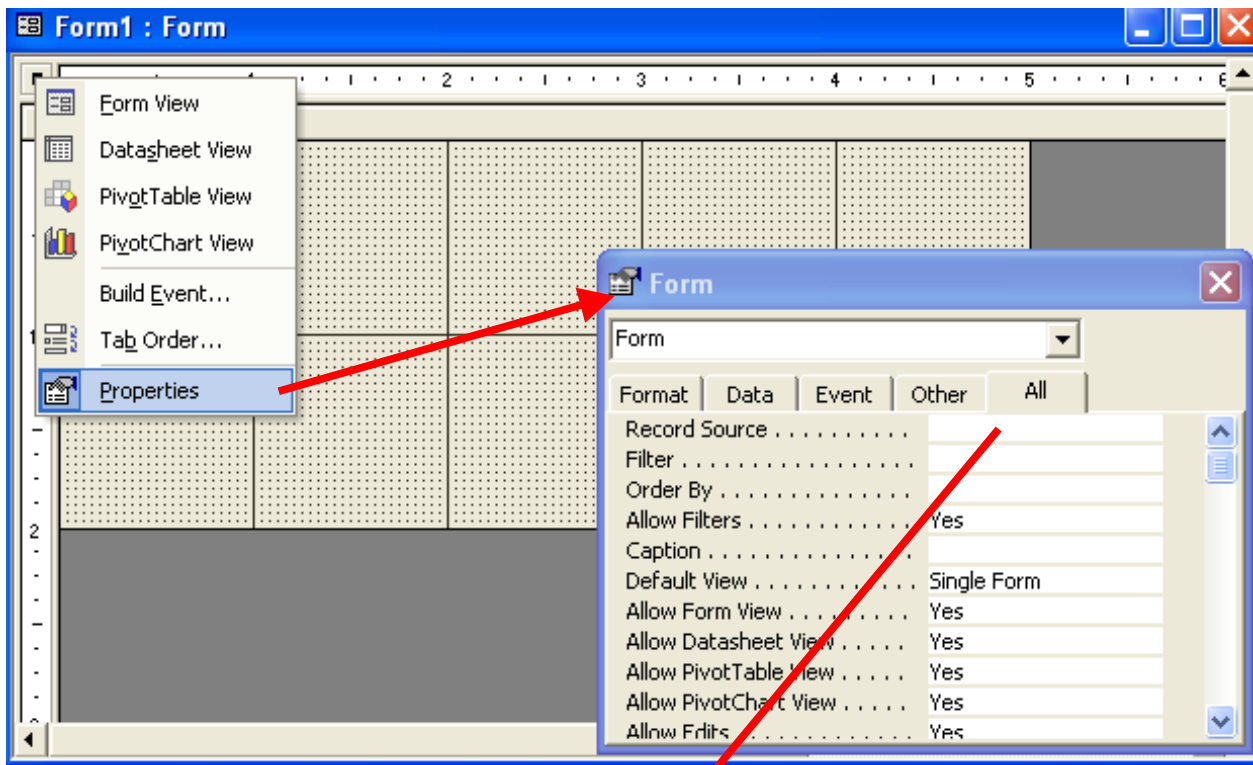 Form1 : Form
1 2 3 4 5 6
Form View
Datasheet View
PivotTable View
PivotChart View
Build Event...
Tab Order...
Properties
1
2
Form
Form
Format Data Event Other All
Record Source . . . . . . . . . .
Filter . . . . . . . . . . . . . . . . . .
Order By . . . . . . . . . . . . . . .
Allow Filters . . . . . . . . . . . . Yes
Caption . . . . . . . . . . . . . . . .
Default View . . . . . . . . . . . . Single Form
Allow Form View . . . . . . . . . Yes
Allow Datasheet View . . . . . Yes
Allow PivotTable View . . . . . Yes
Allow PivotChart View . . . . . Yes
Allow Edits . . . . . . . . . . . . . Yes